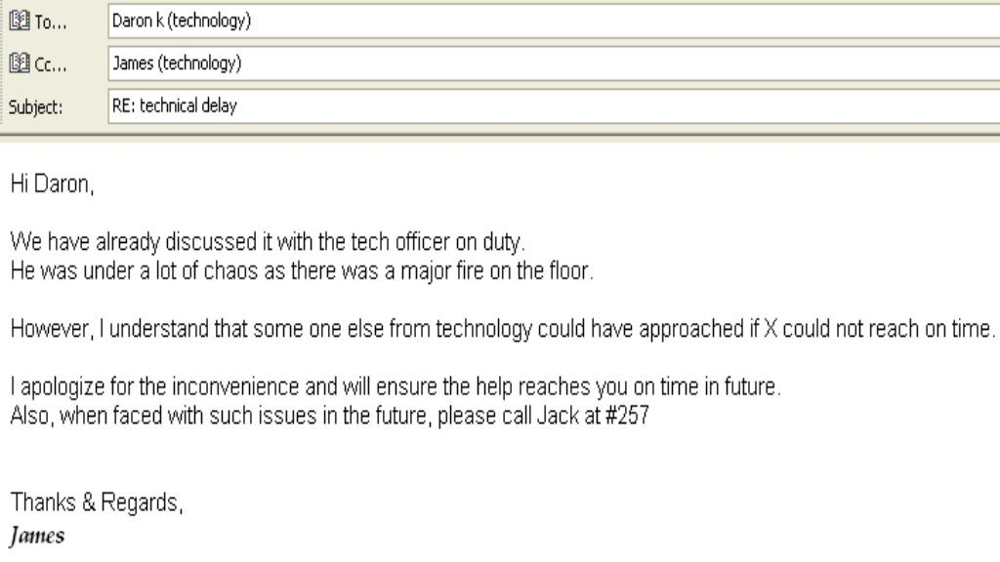 To... Daron k (technology)
Cc... James (technology)
Subject: RE: technical delay
Hi Daron,
We have already discussed it with the tech officer on duty.
He was under a lot of chaos as there was a major fire on the floor.
However, I understand that some one else from technology could have approached if X could not reach on time.
I apologize for the inconvenience and will ensure the help reaches you on time in future.
Also, when faced with such issues in the future, please call Jack at #257
Thanks & Regards,
James